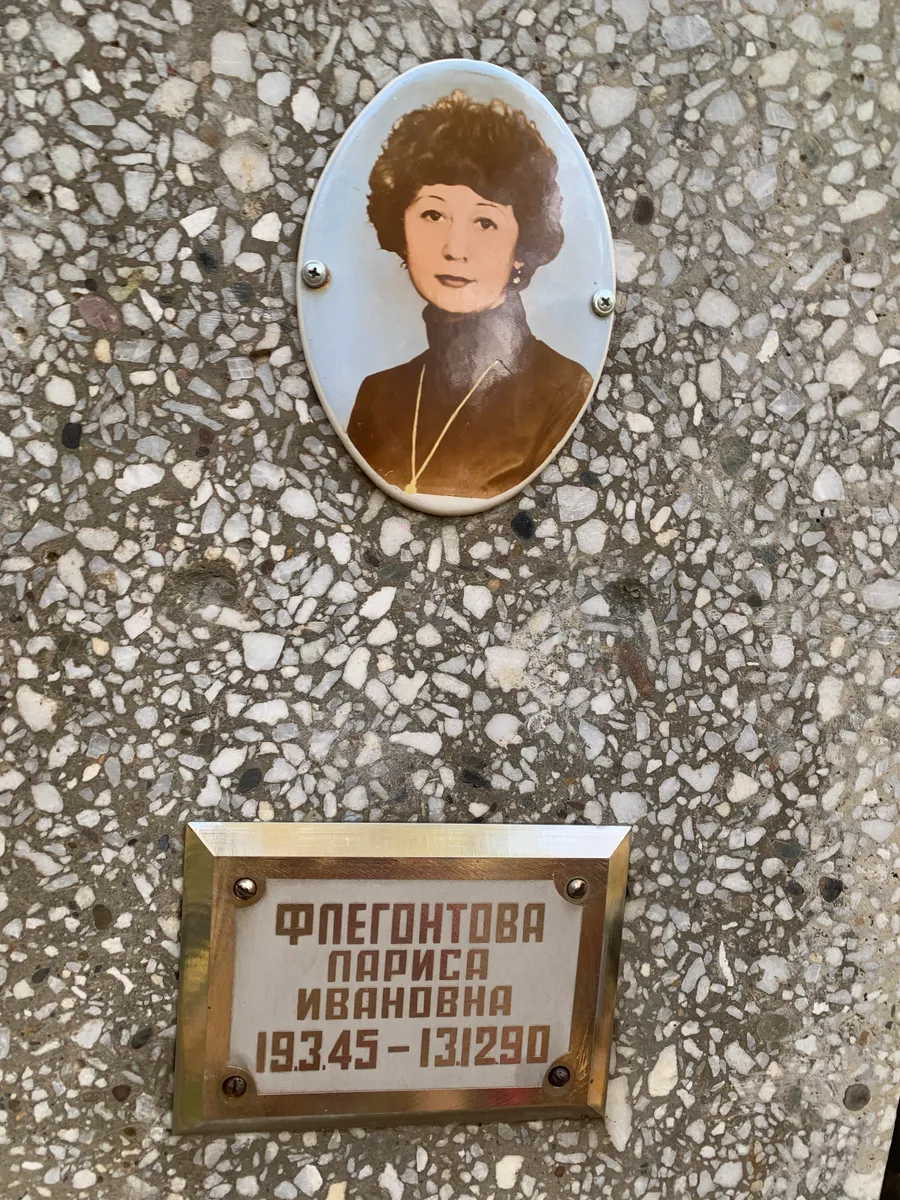 ФЛЕГОНТОВА
ЛАРИСА
ИВАНОВНА
19.3.45 – 13.12.90